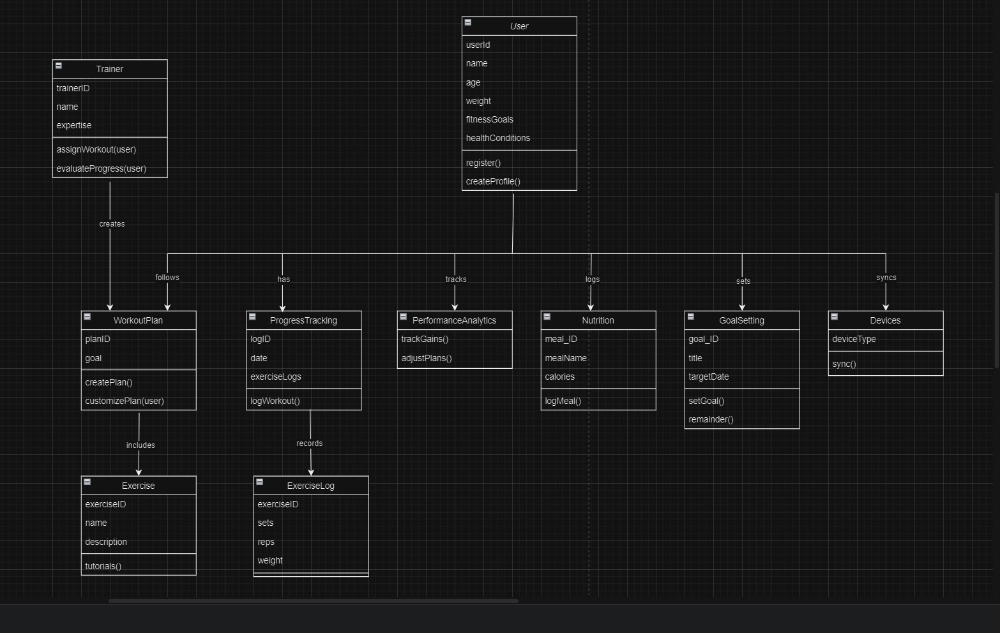 User
userId
name
age
weight
fitnessGoals
healthConditions
register()
createProfile()
Trainer
trainerID
name
expertise
assignWorkout(user)
evaluateProgress(user)
creates
follows
has
tracks
logs
sets
syncs
WorkoutPlan
planID
goal
createPlan()
customizePlan(user)
ProgressTracking
logID
date
exerciseLogs
logWorkout()
PerformanceAnalytics
trackGains()
adjustPlans()
Nutrition
meal_ID
mealName
calories
logMeal()
GoalSetting
goal_ID
title
targetDate
setGoal()
remainder()
Devices
deviceType
sync()
includes
records
Exercise
exerciseID
name
description
tutorials()
ExerciseLog
exerciseID
sets
reps
weight